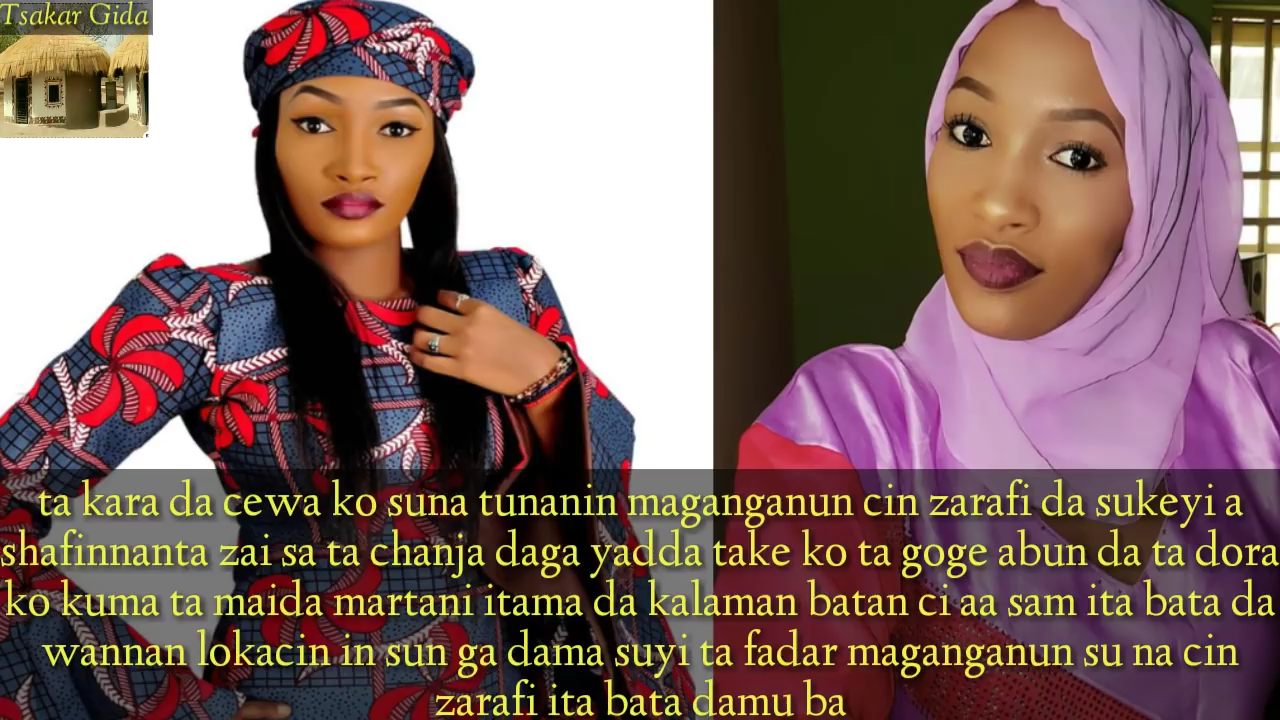 Tsakar Gida
ta kara da cewa ko suna tunanin maganganun cin zarafi da sukeyi a
shafinnanta zai sa ta chanja daga yadda take ko ta goge abun da ta dora
ko kuma ta maida martani itama da kalaman batan ci aa sam ita bata da
wannan lokacin in sun ga dama suyi ta fadar maganganun su na cin
zarafi ita bata damu ba